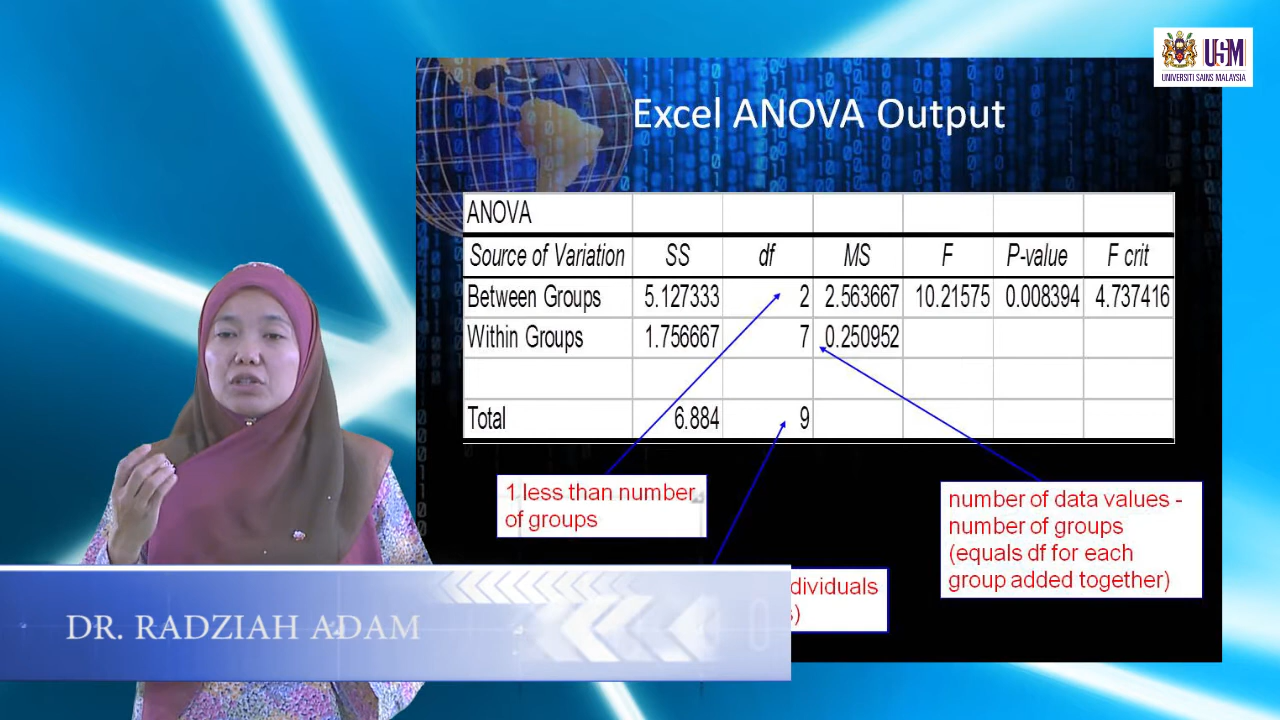 USM
UNIVERSITI SAINS MALAYSIA
Excel ANOVA Output
ANOVA
Source of Variation SS df MS F P-value F crit
Between Groups 5.127333 2 2.563667 10.21575 0.008394 4.737416
Within Groups 1.756667 7 0.250952
Total 6.884 9
1 less than number
of groups
number of data values -
number of groups
(equals df for each
group added together)
dividuals
s)
DR. RADZIAH ADAM